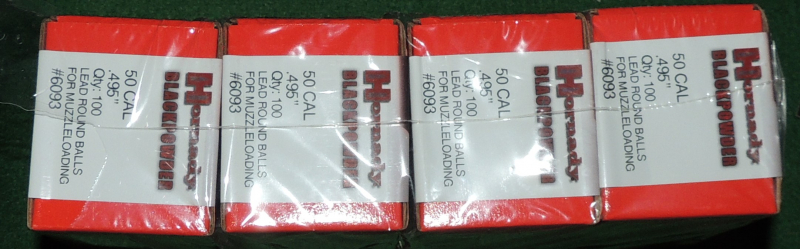 Hornady
BLACKPOWDER
50 CAL
.495"
Qty: 100
LEAD ROUND BALLS
FOR MUZZLELOADING
#6093
Hornady
BLACKPOWDER
50 CAL
.495"
Qty: 100
LEAD ROUND BALLS
FOR MUZZLELOADING
#6093
Hornady
BLACKPOWDER
50 CAL
.495"
Qty: 100
LEAD ROUND BALLS
FOR MUZZLELOADING
#6093
Hornady
BLACKPOWDER
50 CAL
.495"
Qty: 100
LEAD ROUND BALLS
FOR MUZZLELOADING
#6093